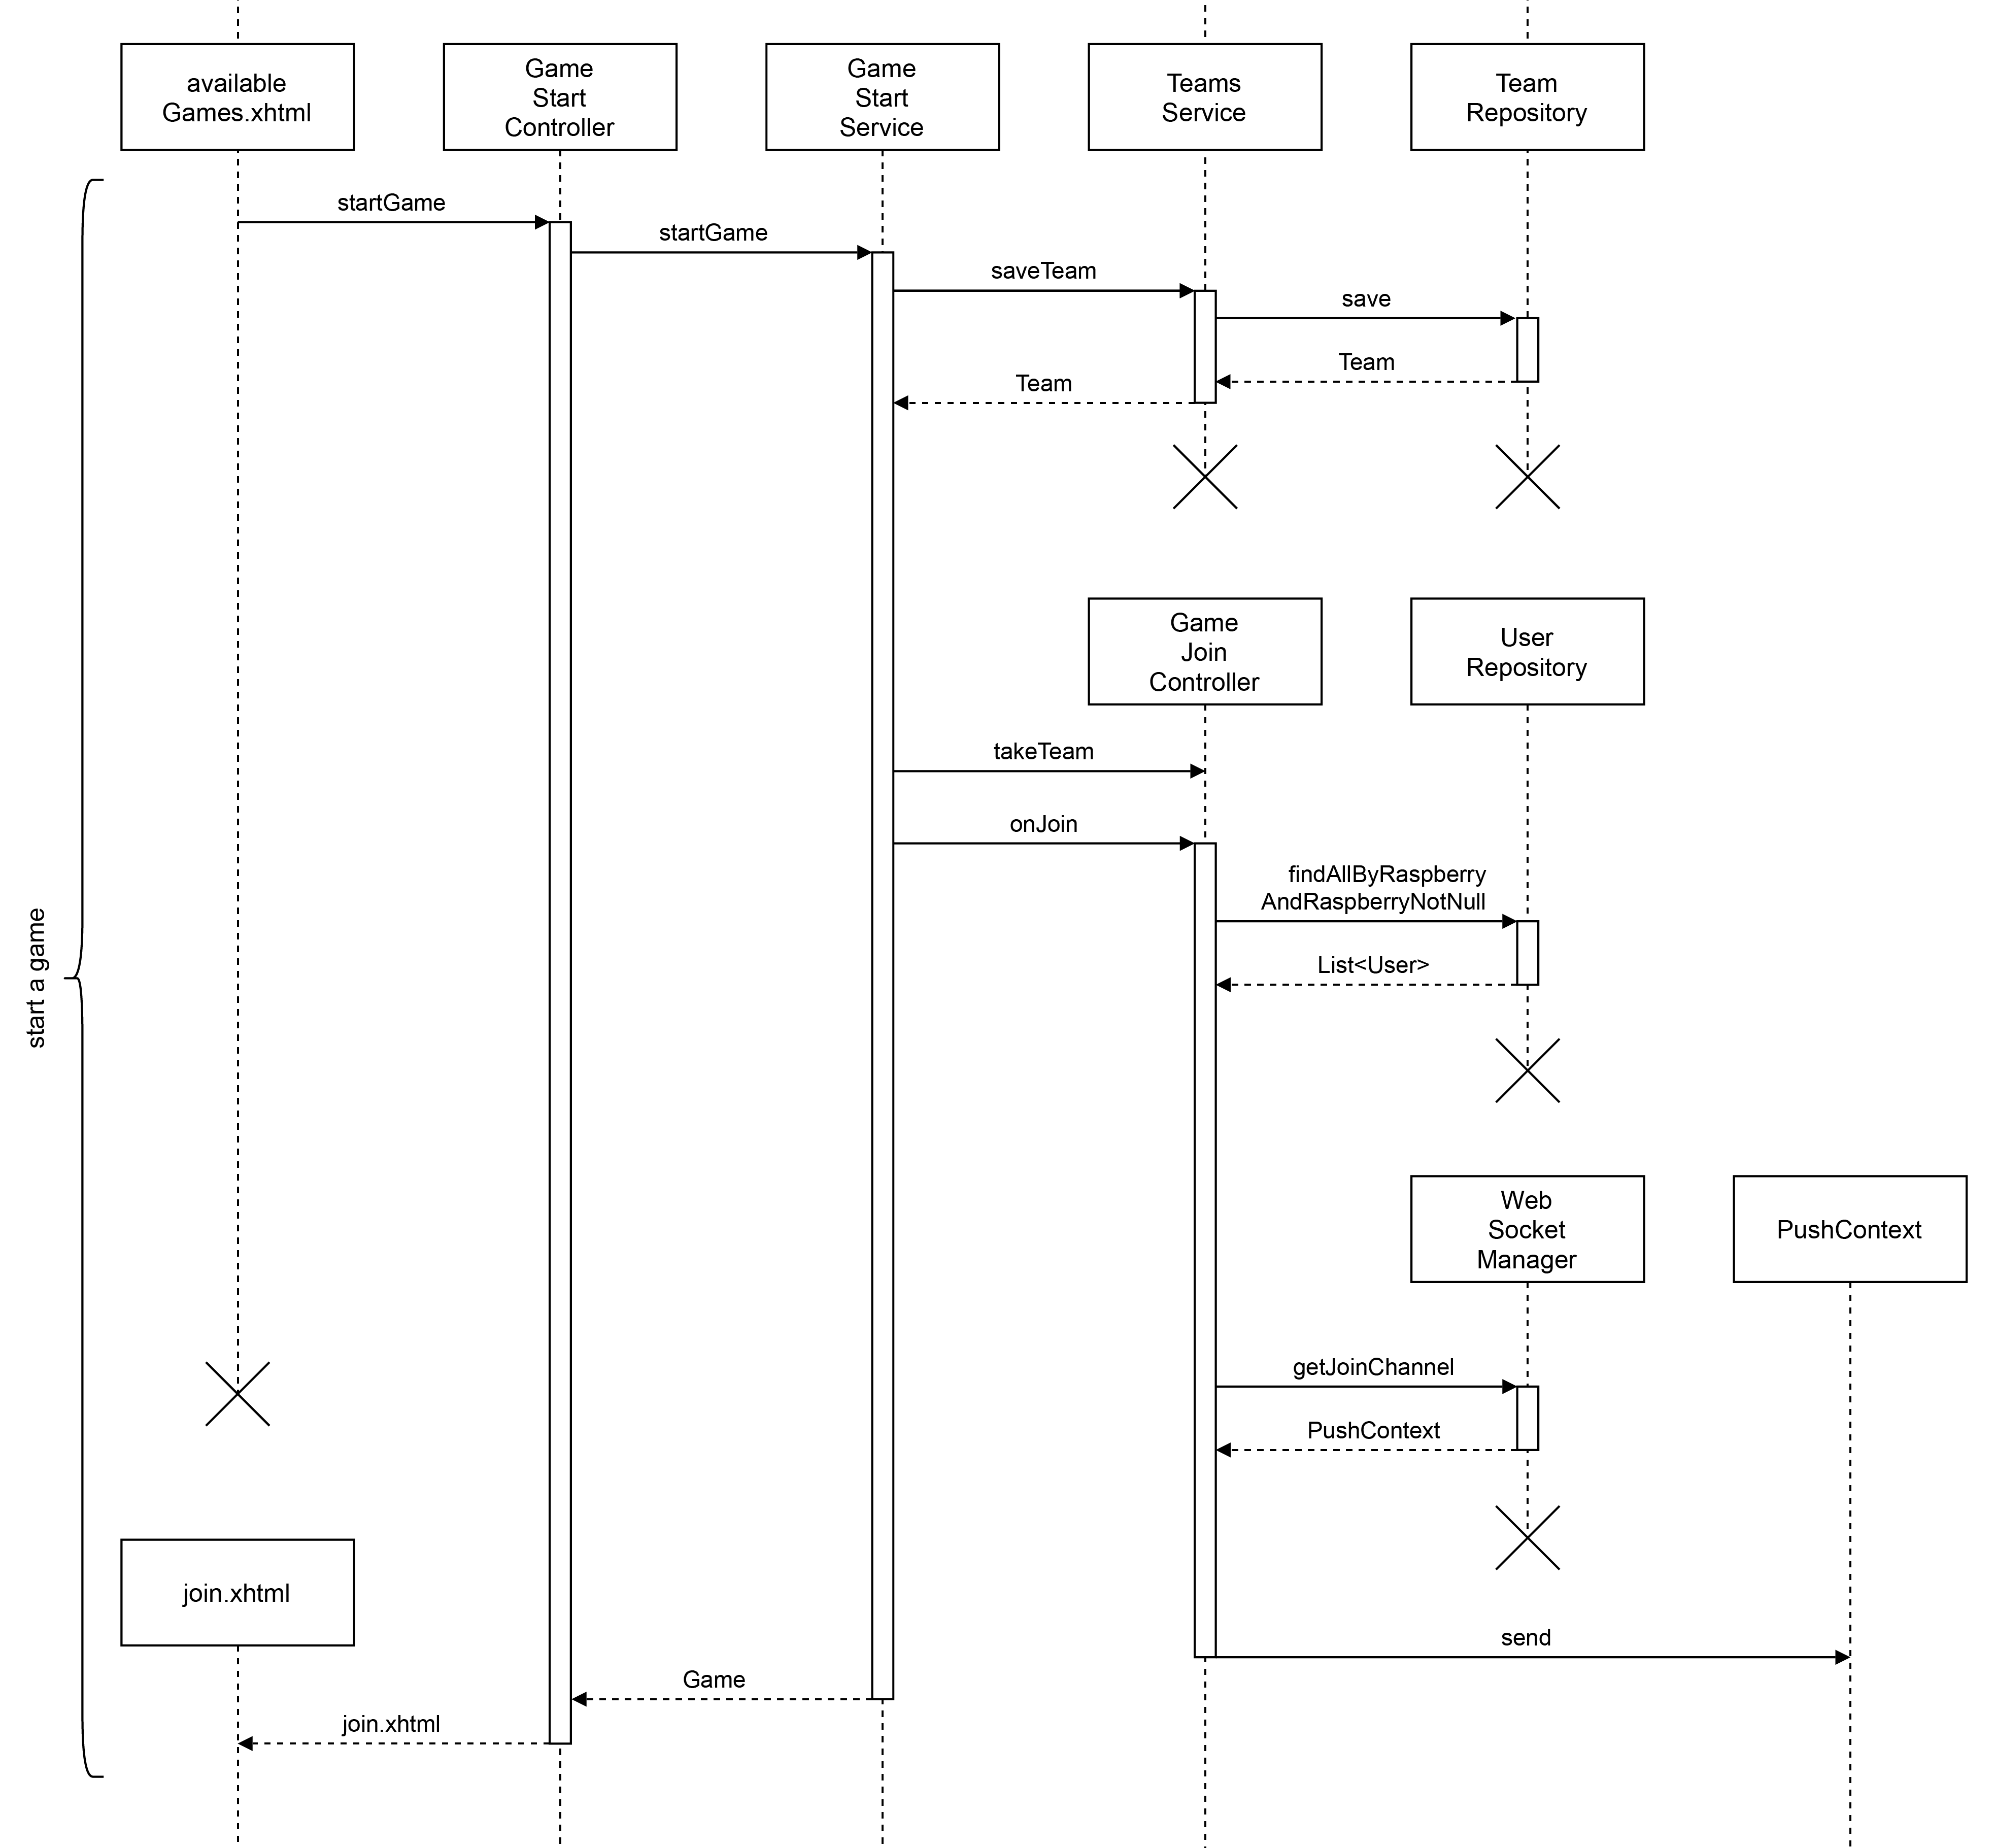 available
Games.xhtml
Game
Start
Controller
Game
Start
Service
Teams
Service
Team
Repository
startGame
startGame
saveTeam
save
Team
Team
Game
Join
Controller
User
Repository
takeTeam
onJoin
findAllByRaspberry
AndRaspberryNotNull
List<User>
start a game
Web
Socket
Manager
PushContext
getJoinChannel
PushContext
join.xhtml
send
Game
join.xhtml